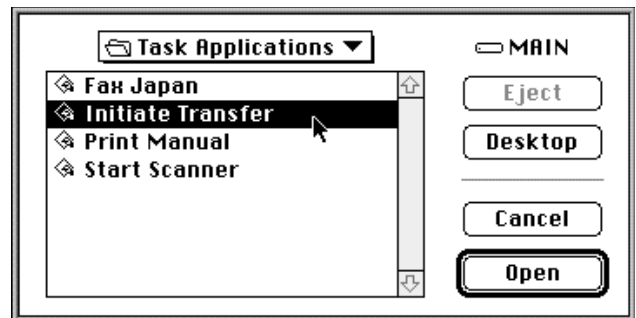 Task Applications
MAIN
Fax Japan
Initiate Transfer
Print Manual
Start Scanner
Eject
Desktop
Cancel
Open